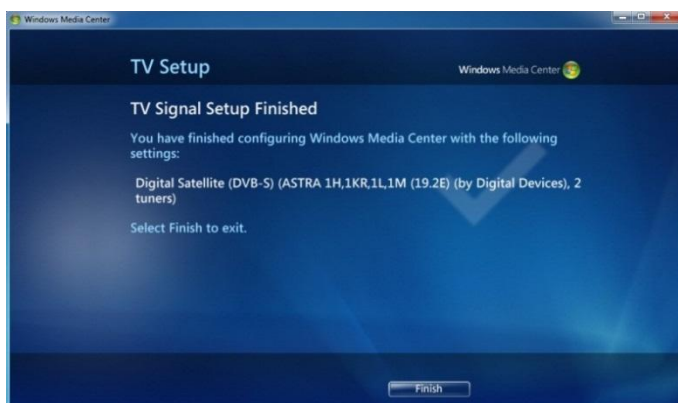 Windows Media Center
TV Setup
Windows Media Center
TV Signal Setup Finished
You have finished configuring Windows Media Center with the following
settings:
Digital Satellite (DVB-S) (ASTRA 1H,1KR,1L,1M (19.2E) (by Digital Devices), 2
tuners)
Select Finish to exit.
Finish